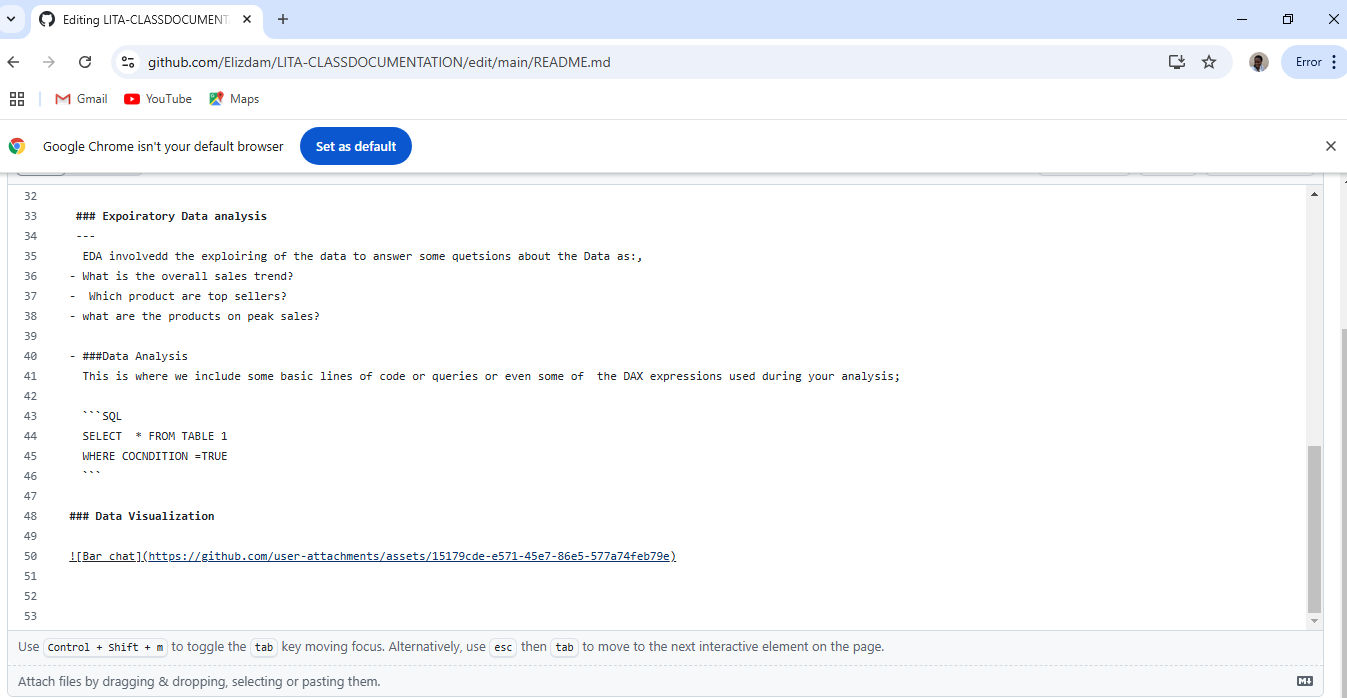 Editing LITA-CLASSDOCUMENT
github.com/Elizdam/LITA-CLASSDOCUMENTATION/edit/main/README.md
Error
Gmail
YouTube
Maps
Google Chrome isn't your default browser
Set as default
32
33 ### Expoiratory Data analysis
34 ---
35 EDA involvedd the exploiring of the data to answer some quetsions about the Data as:,
36 - What is the overall sales trend?
37 -  Which product are top sellers?
38 - what are the products on peak sales?
39
40 - ###Data Analysis
41 This is where we include some basic lines of code or queries or even some of  the DAX expressions used during your analysis;
42
43 ```SQL
44 SELECT  * FROM TABLE 1
45 WHERE COCNDITION =TRUE
46 ```
47
48 ### Data Visualization
49
50 ![Bar chat](https://github.com/user-attachments/assets/15179cde-e571-45e7-86e5-577a74feb79e)
51
52
53
Use Control + Shift + m to toggle the tab key moving focus. Alternatively, use esc then tab to move to the next interactive element on the page.
Attach files by dragging & dropping, selecting or pasting them.